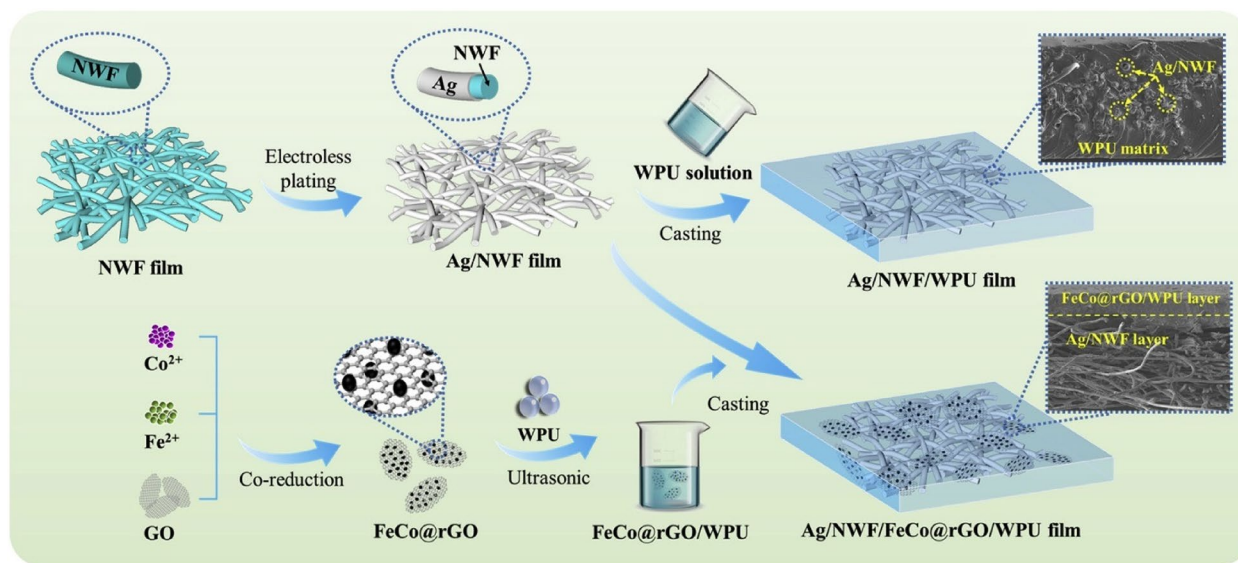 NWF
NWF
Ag
Ag/NWF
WPU matrix
Electroless
plating
WPU solution
Casting
NWF film
Ag/NWF film
Ag/NWF/WPU film
FeCo@rGO/WPU layer
Ag/NWF layer
Co²⁺
Fe²⁺
GO
Co-reduction
FeCo@rGO
WPU
Ultrasonic
FeCo@rGO/WPU
Casting
Ag/NWF/FeCo@rGO/WPU film